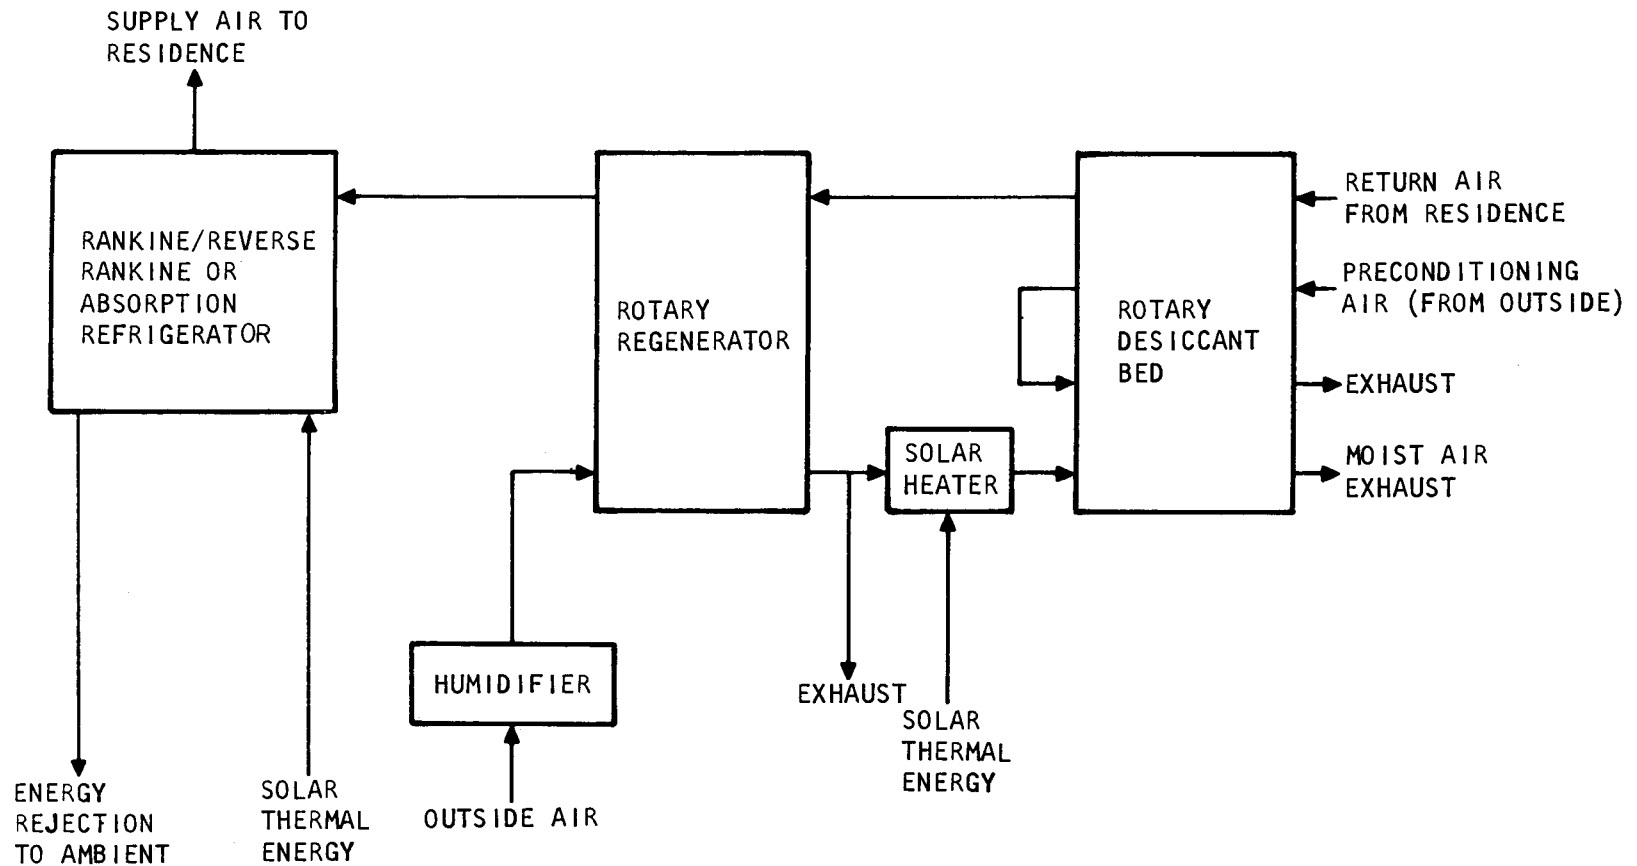 SUPPLY AIR TO
RESIDENCE
RANKINE/REVERSE
RANKINE OR
ABSORPTION
REFRIGERATOR
ROTARY
REGENERATOR
ROTARY
DESICCANT
BED
RETURN AIR
FROM RESIDENCE
PRECONDITIONING
AIR (FROM OUTSIDE)
EXHAUST
MOIST AIR
EXHAUST
SOLAR
HEATER
HUMIDIFIER
EXHAUST
SOLAR
THERMAL
ENERGY
ENERGY
REJECTION
TO AMBIENT
SOLAR
THERMAL
ENERGY
OUTSIDE AIR